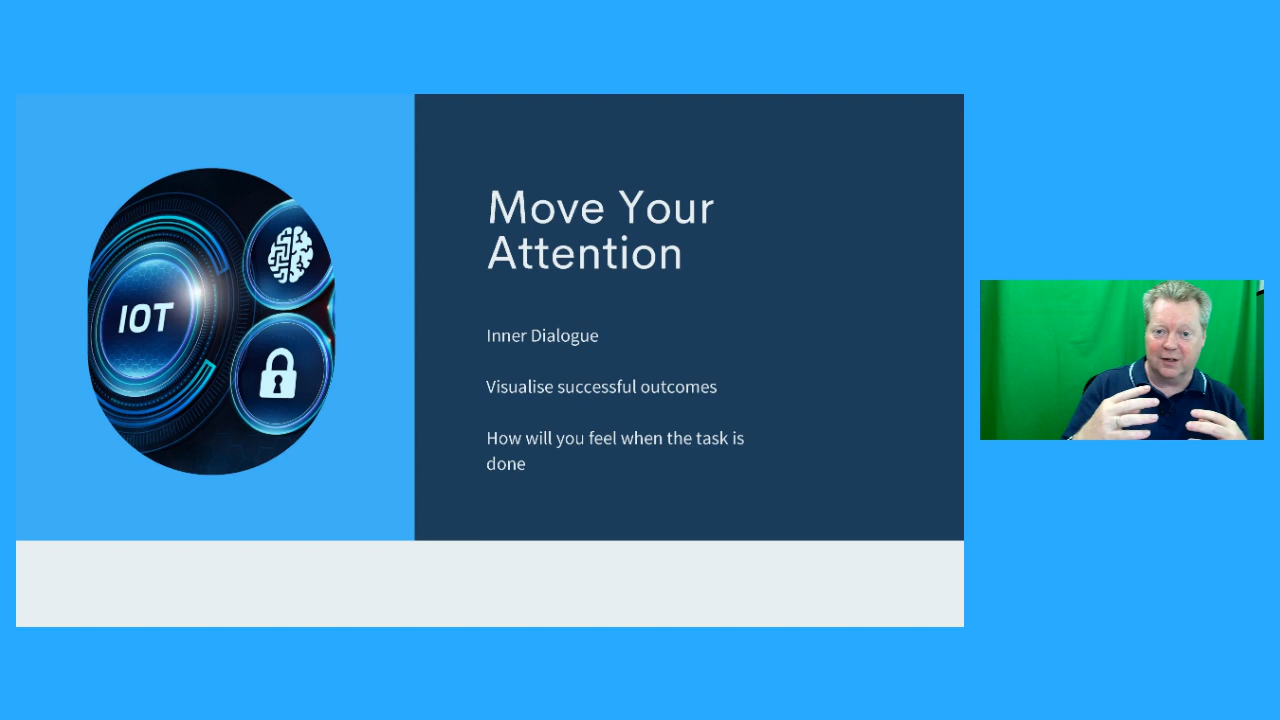 IOT
Move Your
Attention
Inner Dialogue
Visualise successful outcomes
How will you feel when the task is
done